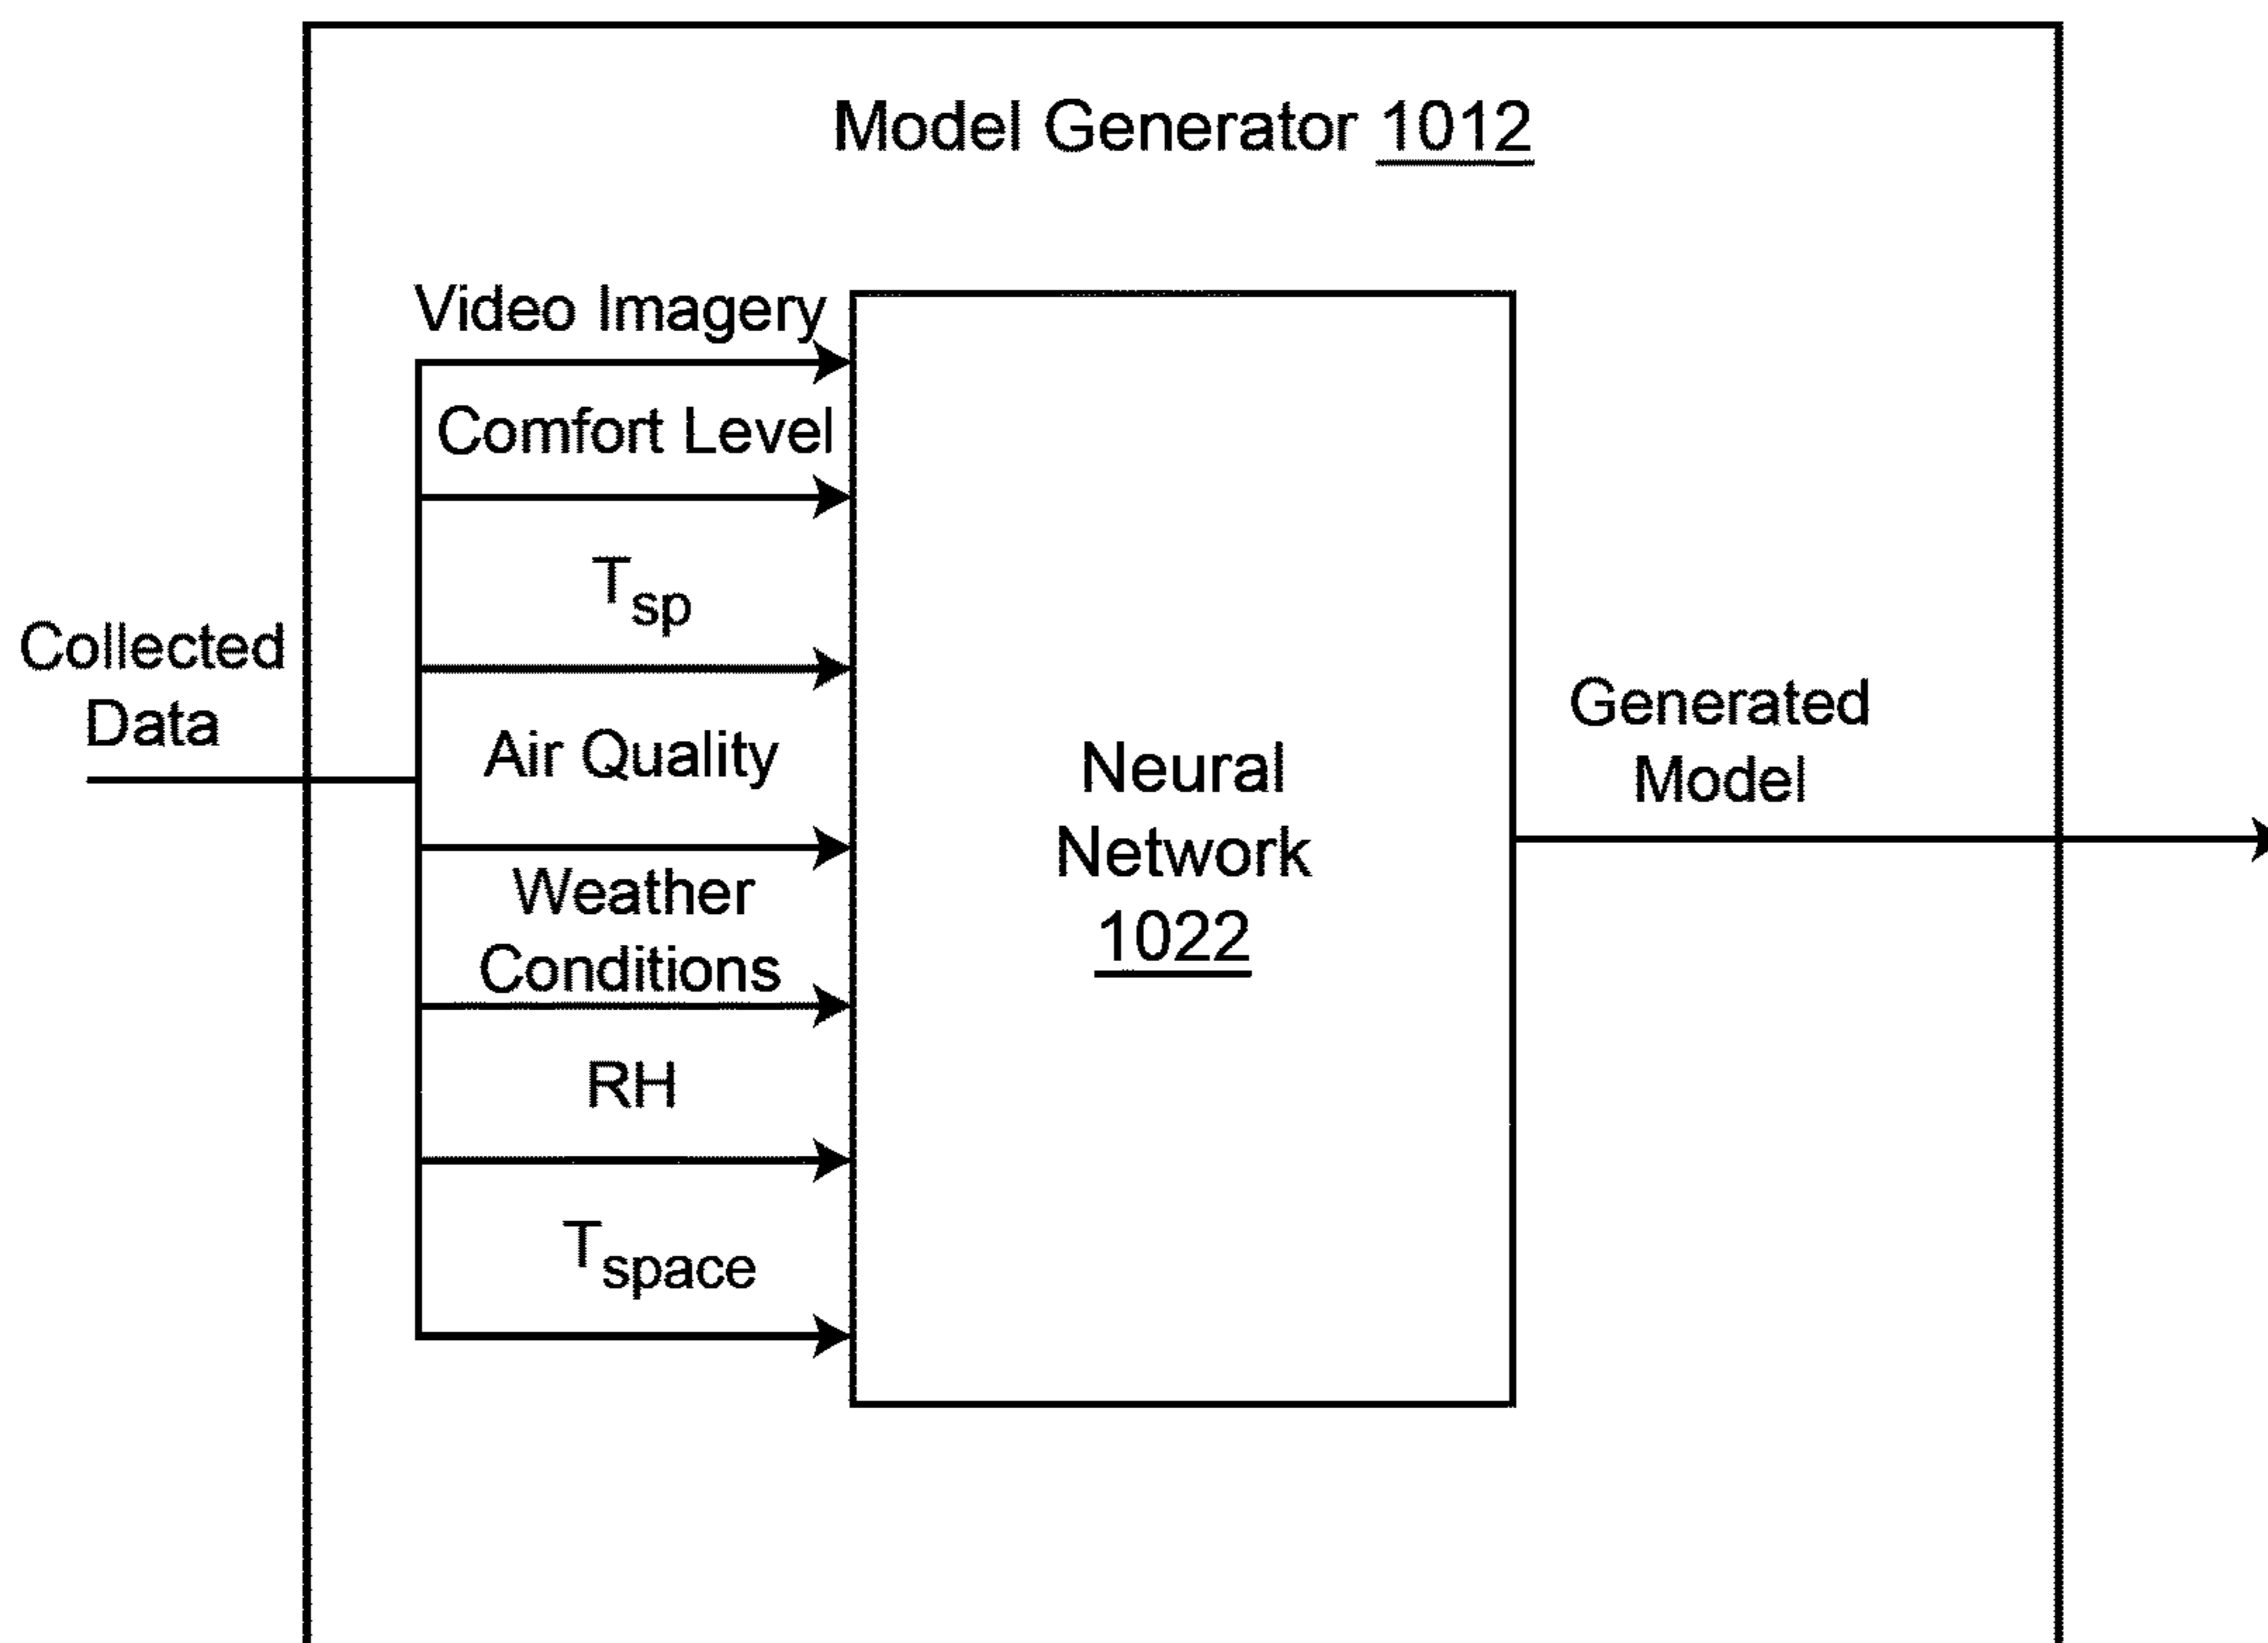 Model Generator 1012
Video Imagery
Comfort Level
Tsp
Collected
Data
Air Quality
Weather
Conditions
RH
Tspace
Neural
Network
1022
Generated
Model